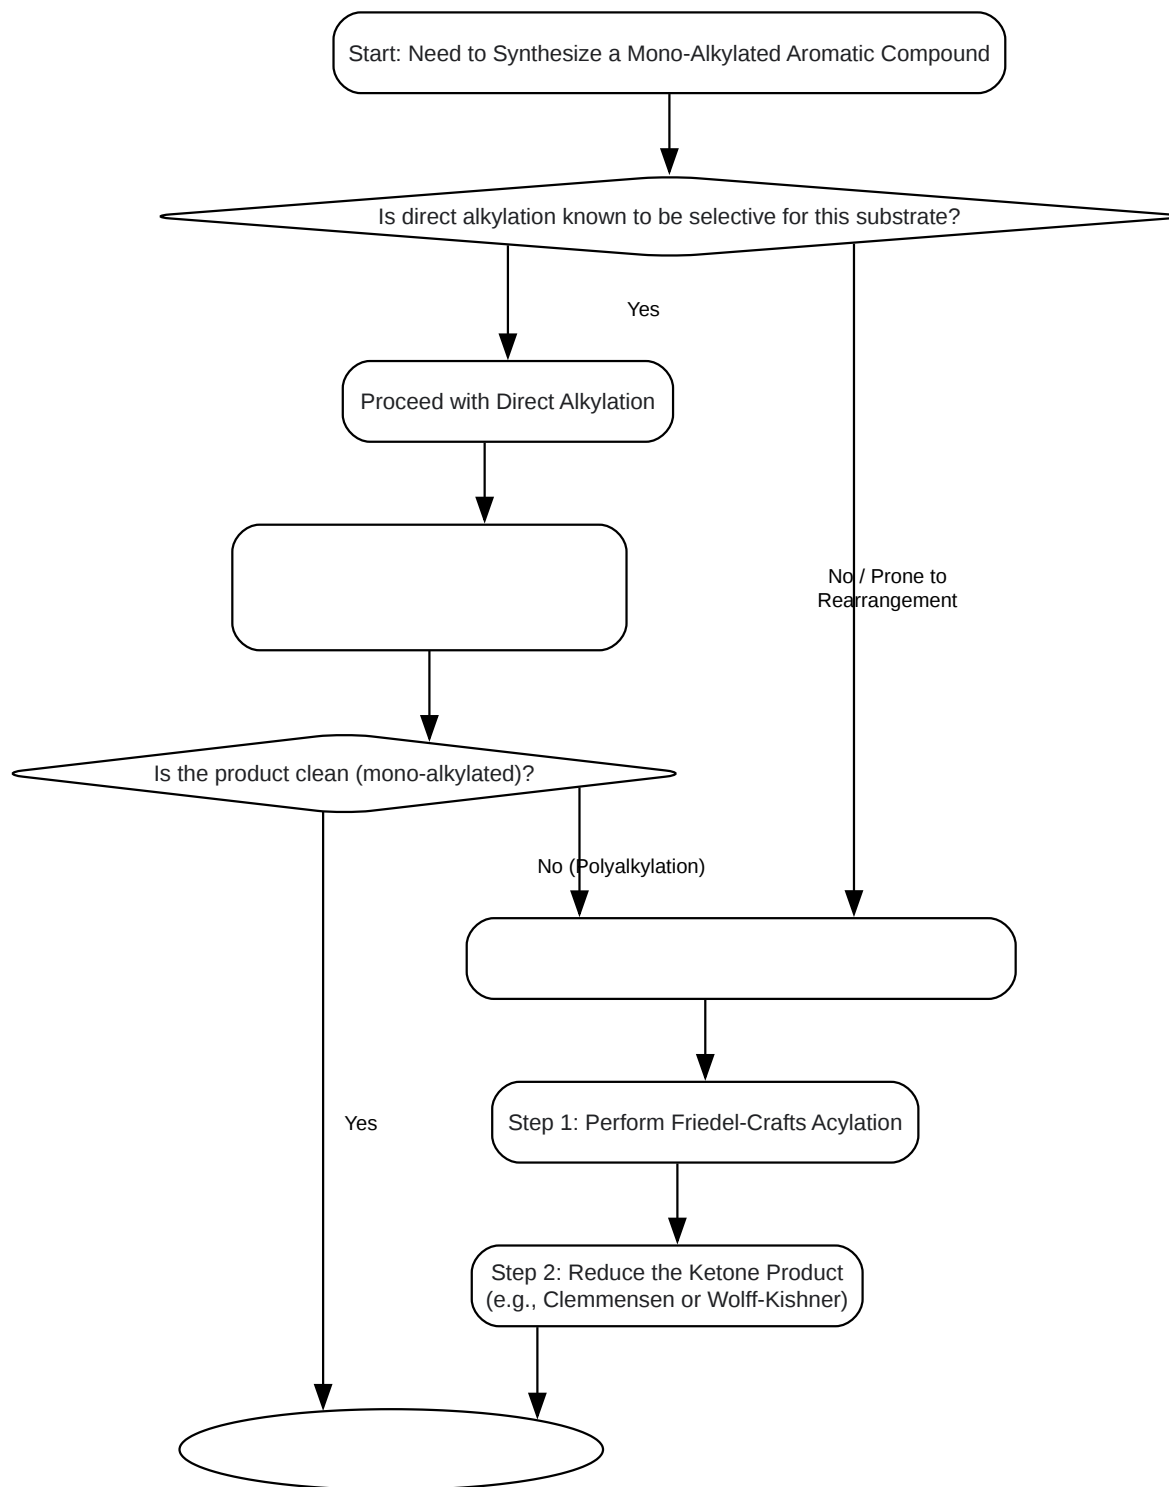 Start: Need to Synthesize a Mono-Alkylated Aromatic Compound
Is direct alkylation known to be selective for this substrate?
Yes
Proceed with Direct Alkylation
No / Prone to
Rearrangement
Is the product clean (mono-alkylated)?
No (Polyalkylation)
Yes
Step 1: Perform Friedel-Crafts Acylation
Step 2: Reduce the Ketone Product
(e.g., Clemmensen or Wolff-Kishner)